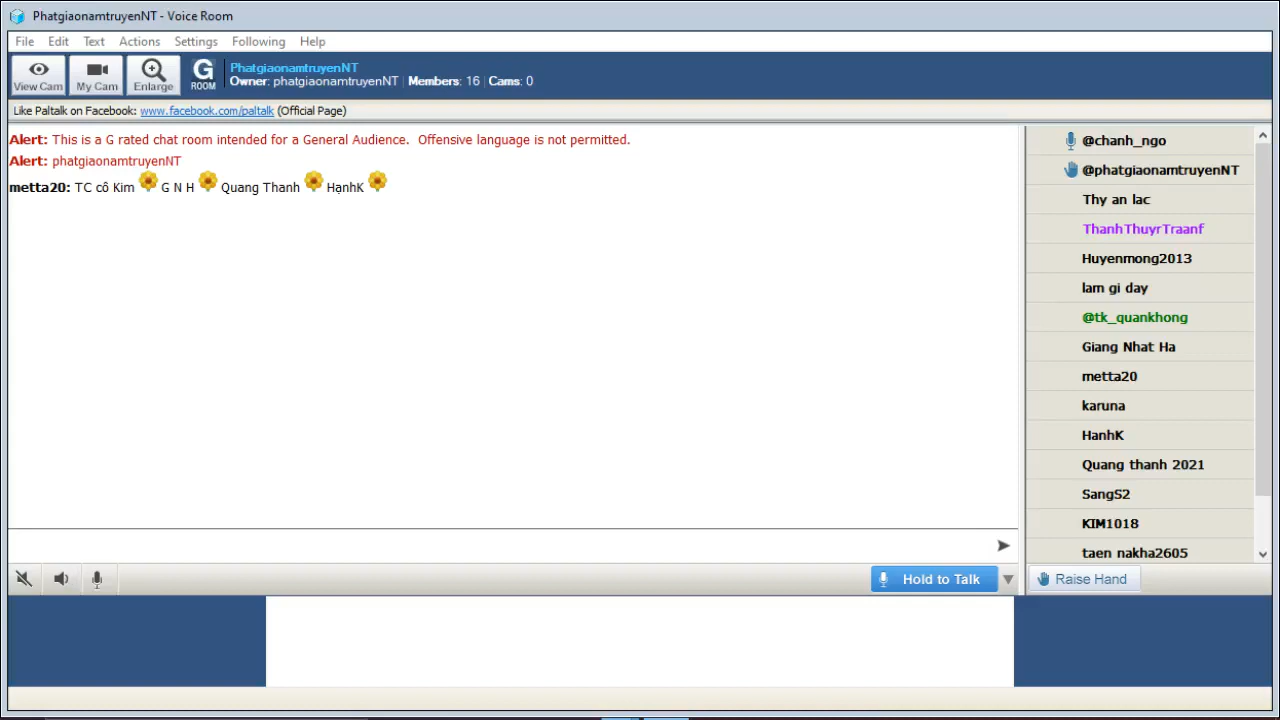 PhatgiaonamtruyenNT - Voice Room
File Edit Text Actions Settings Following Help
View Cam My Cam Enlarge G ROOM
PhatgiaonamtruyenNT
Owner: phatgiaonamtruyenNT | Members: 16 | Cams: 0
Like Paltalk on Facebook: www.facebook.com/paltalk (Official Page)
Alert: This is a G rated chat room intended for a General Audience. Offensive language is not permitted.
Alert: phatgiaonamtruyenNT
metta20: TC cô Kim G N H Quang Thanh HạnhK
@chanh_ngo
@phatgiaonamtruyenNT
Thy an lac
ThanhThuyrTraanf
Huyenmong2013
lam gi day
@tk_quankhong
Giang Nhat Ha
metta20
karuna
HanhK
Quang thanh 2021
SangS2
KIM1018
taen nakha2605
Hold to Talk
Raise Hand